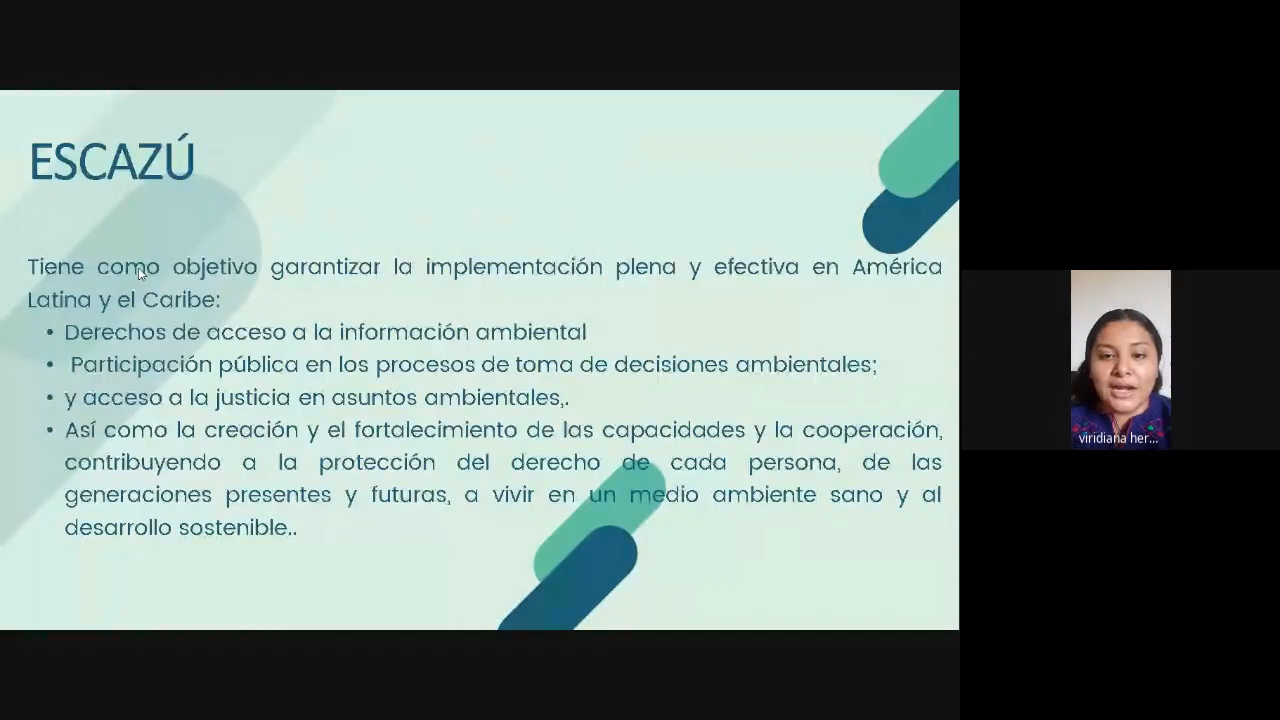 ESCAZÚ
Tiene como objetivo garantizar la implementación plena y efectiva en América
Latina y el Caribe:
• Derechos de acceso a la información ambiental
• Participación pública en los procesos de toma de decisiones ambientales;
• y acceso a la justicia en asuntos ambientales,.
• Así como la creación y el fortalecimiento de las capacidades y la cooperación,
contribuyendo a la protección del derecho de cada persona, de las
generaciones presentes y futuras, a vivir en un medio ambiente sano y al
desarrollo sostenible..
viridiana her...